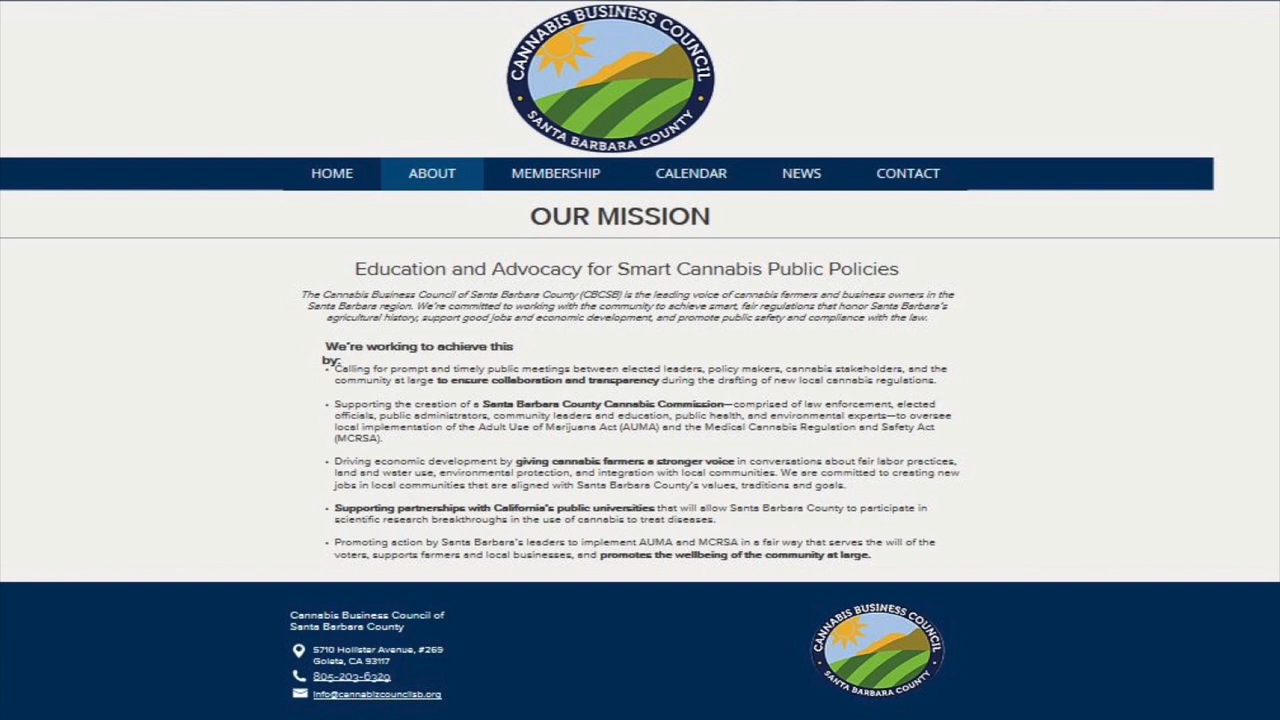 CANNABIS BUSINESS COUNCIL
SANTA BARBARA COUNTY
HOME ABOUT MEMBERSHIP CALENDAR NEWS CONTACT
OUR MISSION
Education and Advocacy for Smart Cannabis Public Policies
The Cannabis Business Council of Santa Barbara County (CBCSB) is the leading voice of cannabis farmers and business owners in the
Santa Barbara region. We're committed to working with the community to achieve smart, fair regulations that honor Santa Barbara's
agricultural history, support good jobs and economic development, and promote public safety and compliance with the law.
We're working to achieve this
by:
• Calling for prompt and timely public meetings between elected leaders, policy makers, cannabis stakeholders, and the
community at large to ensure collaboration and transparency during the drafting of new local cannabis regulations.
• Supporting the creation of a Santa Barbara County Cannabis Commission—comprised of law enforcement, elected
officials, public administrators, community leaders and education, public health, and environmental experts—to oversee
local implementation of the Adult Use of Marijuana Act (AUMA) and the Medical Cannabis Regulation and Safety Act
(MCRSA).
• Driving economic development by giving cannabis farmers a stronger voice in conversations about fair labor practices,
land and water use, environmental protection, and integration with local communities. We are committed to creating new
jobs in local communities that are aligned with Santa Barbara County's values, traditions and goals.
• Supporting partnerships with California's public universities that will allow Santa Barbara County to participate in
scientific research breakthroughs in the use of cannabis to treat diseases.
• Promoting action by Santa Barbara's leaders to implement AUMA and MCRSA in a fair way that serves the will of the
voters, supports farmers and local businesses, and promotes the wellbeing of the community at large.
Cannabis Business Council of
Santa Barbara County
5710 Hollister Avenue, #269
Goleta, CA 93117
805-203-6329
info@cannabizcouncilsb.org
CANNABIS BUSINESS COUNCIL
SANTA BARBARA COUNTY